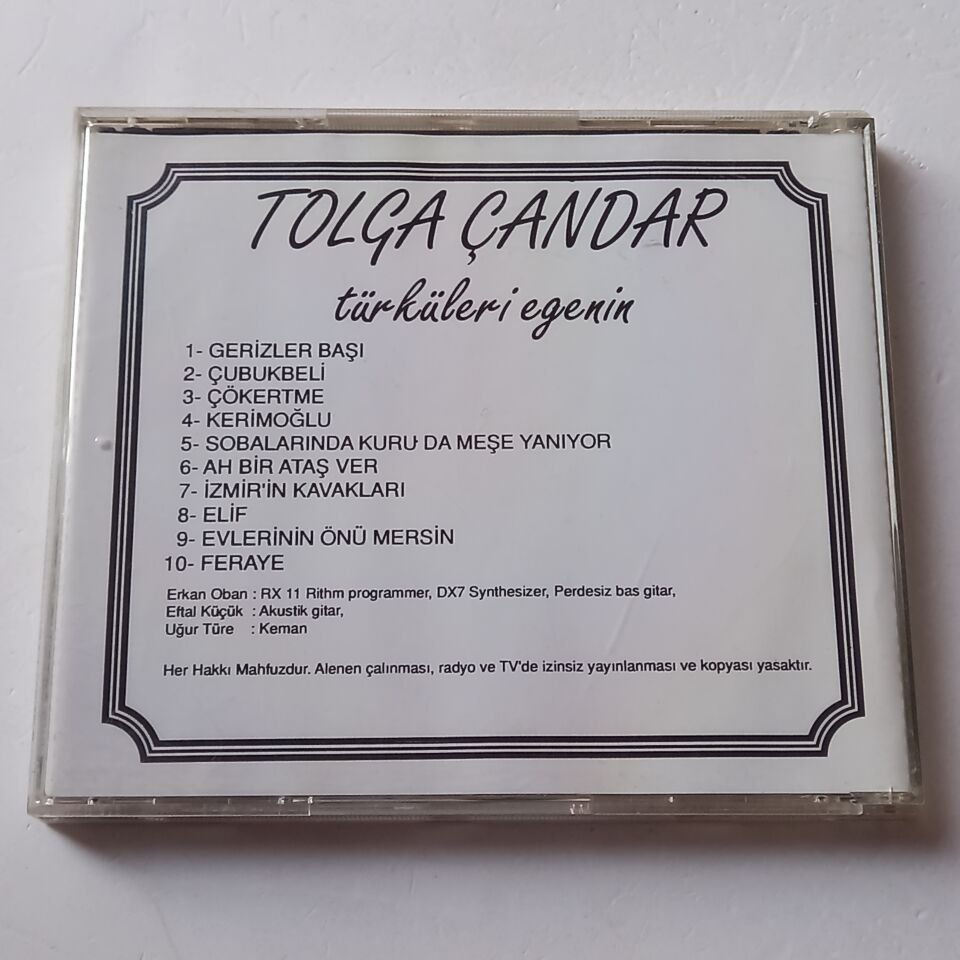 TOLGA ÇANDAR
türküleri egenin
1- GERİZLER BAŞI
2- ÇUBUKBELİ
3- ÇÖKERTME
4- KERİMOĞLU
5- SOBALARINDA KURU DA MEŞE YANIYOR
6- AH BİR ATAŞ VER
7- İZMİR'İN KAVAKLARI
8- ELİF
9- EVLERİNİN ÖNÜ MERSİN
10- FERAYE
Erkan Oban : RX 11 Rithm programmer, DX7 Synthesizer, Perdesiz bas gitar,
Eftal Küçük : Akustik gitar,
Uğur Türe : Keman
Her Hakkı Mahfuzdur. Alenen çalınması, radyo ve TV'de izinsiz yayınlanması ve kopyası yasaktır.